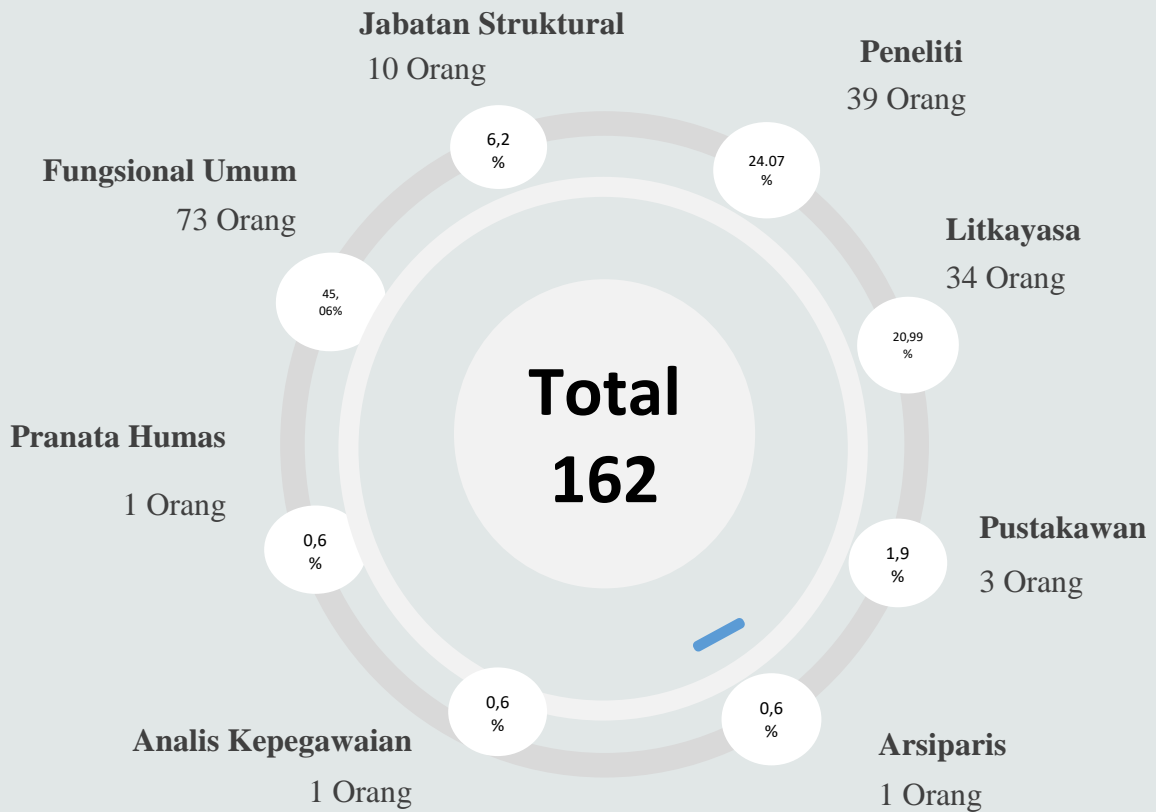 Jabatan Struktural
10 Orang
6,2
%
Peneliti
39 Orang
24.07
%
Litkayasa
34 Orang
20,99
%
Pustakawan
3 Orang
1,9
%
Arsiparis
1 Orang
0,6
%
Analis Kepegawaian
1 Orang
0,6
%
Pranata Humas
1 Orang
0,6
%
Fungsional Umum
73 Orang
45,
06%
Total
162